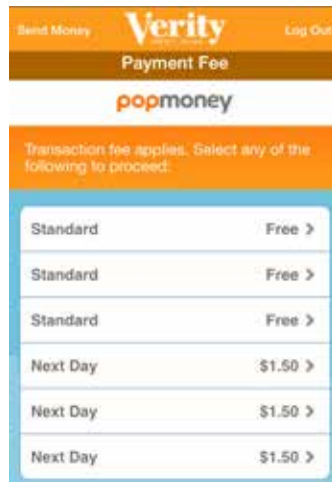 Send Money
Verity
Log Out
Payment Fee
popmoney
Transaction fee applies. Select any of the
following to proceed:
Standard Free >
Standard Free >
Standard Free >
Next Day $1.50 >
Next Day $1.50 >
Next Day $1.50 >